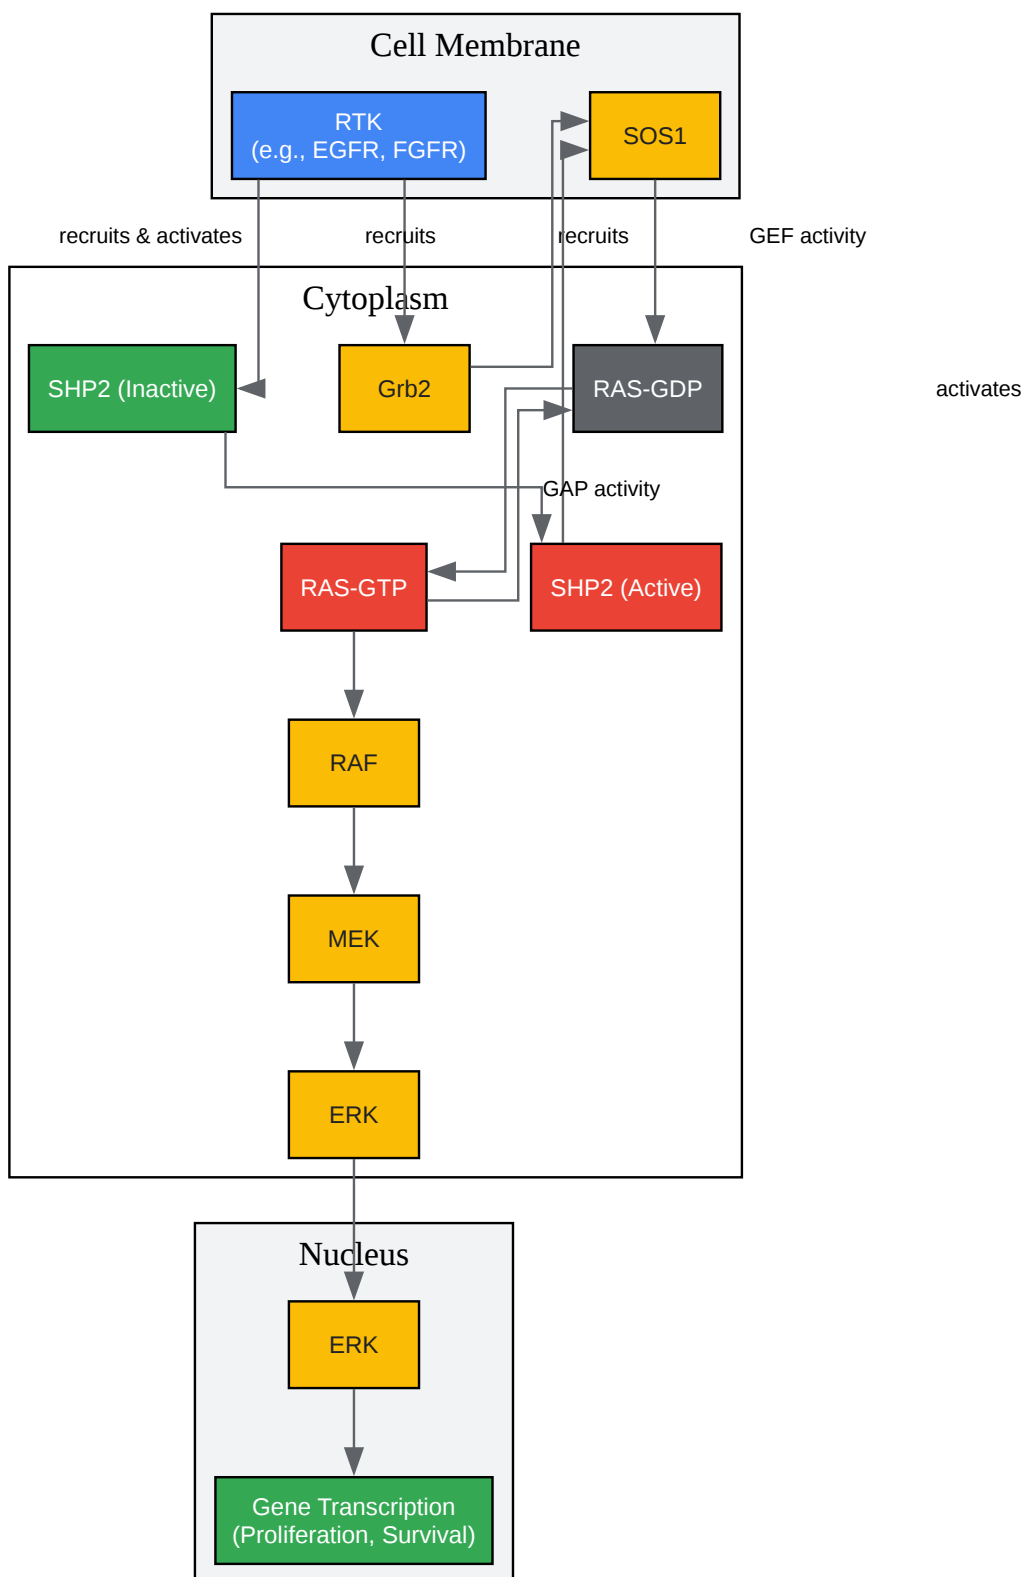 Cell Membrane
RTK
(e.g., EGFR, FGFR)
SOS1
recruits & activates
recruits
recruits
GEF activity
Cytoplasm
SHP2 (Inactive)
Grb2
RAS-GDP
activates
GAP activity
RAS-GTP
SHP2 (Active)
RAF
MEK
ERK
Nucleus
ERK
Gene Transcription
(Proliferation, Survival)